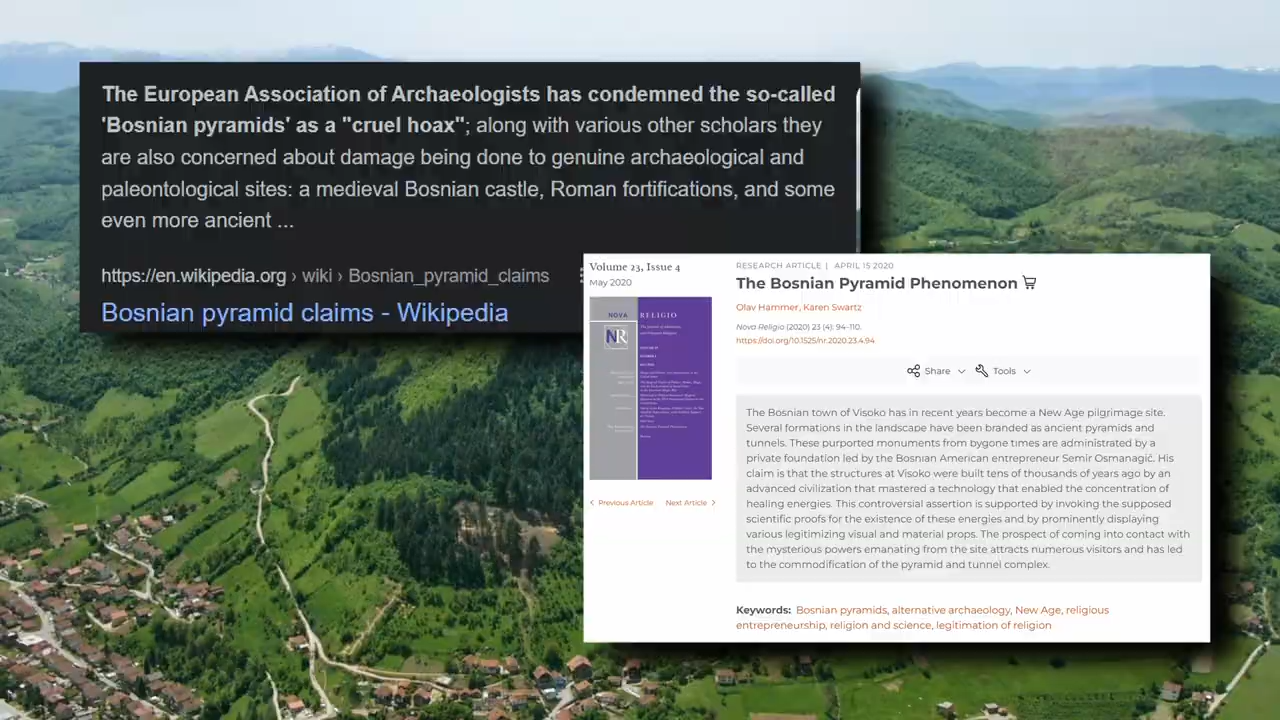 The European Association of Archaeologists has condemned the so-called
'Bosnian pyramids' as a "cruel hoax"; along with various other scholars they
are also concerned about damage being done to genuine archaeological and
paleontological sites: a medieval Bosnian castle, Roman fortifications, and some
even more ancient ...
https://en.wikipedia.org › wiki › Bosnian_pyramid_claims
Bosnian pyramid claims - Wikipedia
Volume 23, Issue 4
May 2020
NOVA RELIGIO
NR
Previous Article Next Article
RESEARCH ARTICLE | APRIL 15 2020
The Bosnian Pyramid Phenomenon
Olav Hammer, Karen Swartz
Nova Religio (2020) 23 (4): 94–110.
https://doi.org/10.1525/nr.2020.23.4.94
Share Tools
The Bosnian town of Visoko has in recent years become a New Age pilgrimage site.
Several formations in the landscape have been branded as ancient pyramids and
tunnels. These purported monuments from bygone times are administrated by a
private foundation led by the Bosnian American entrepreneur Semir Osmanagić. His
claim is that the structures at Visoko were built tens of thousands of years ago by an
advanced civilization that mastered a technology that enabled the concentration of
healing energies. This controversial assertion is supported by invoking the supposed
scientific proofs for the existence of these energies and by prominently displaying
various legitimizing visual and material props. The prospect of coming into contact with
the mysterious powers emanating from the site attracts numerous visitors and has led
to the commodification of the pyramid and tunnel complex.
Keywords: Bosnian pyramids, alternative archaeology, New Age, religious
entrepreneurship, religion and science, legitimation of religion